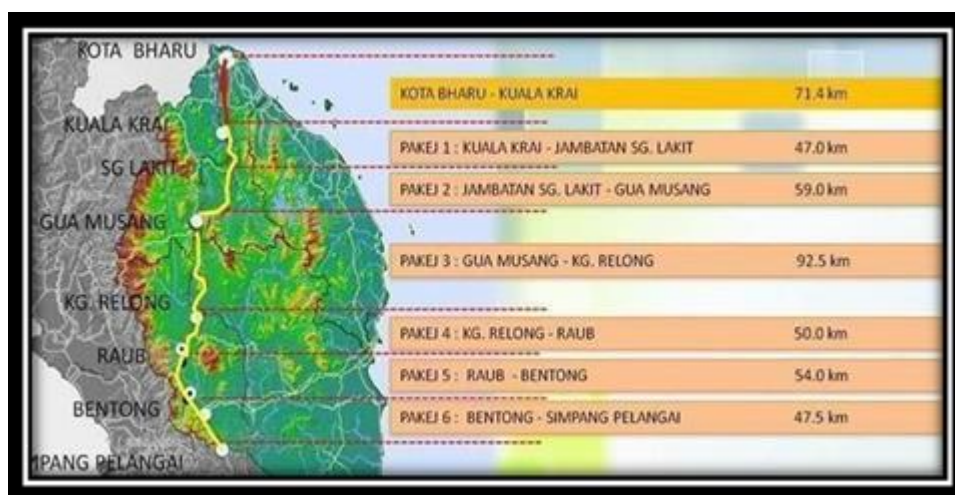 KOTA BHARU
KUALA KRAI
SG LAKIT
GUA MUSANG
KG. RELONG
RAUB
BENTONG
MPANG PELANGAI
KOTA BHARU - KUALA KRAI 71.4 km
PAKEJ 1 : KUALA KRAI - JAMBATAN SG. LAKIT 47.0 km
PAKEJ 2 : JAMBATAN SG. LAKIT - GUA MUSANG 59.0 km
PAKEJ 3 : GUA MUSANG - KG. RELONG 92.5 km
PAKEJ 4 : KG. RELONG - RAUB 50.0 km
PAKEJ 5 : RAUB - BENTONG 54.0 km
PAKEJ 6 : BENTONG - SIMPANG PELANGAI 47.5 km